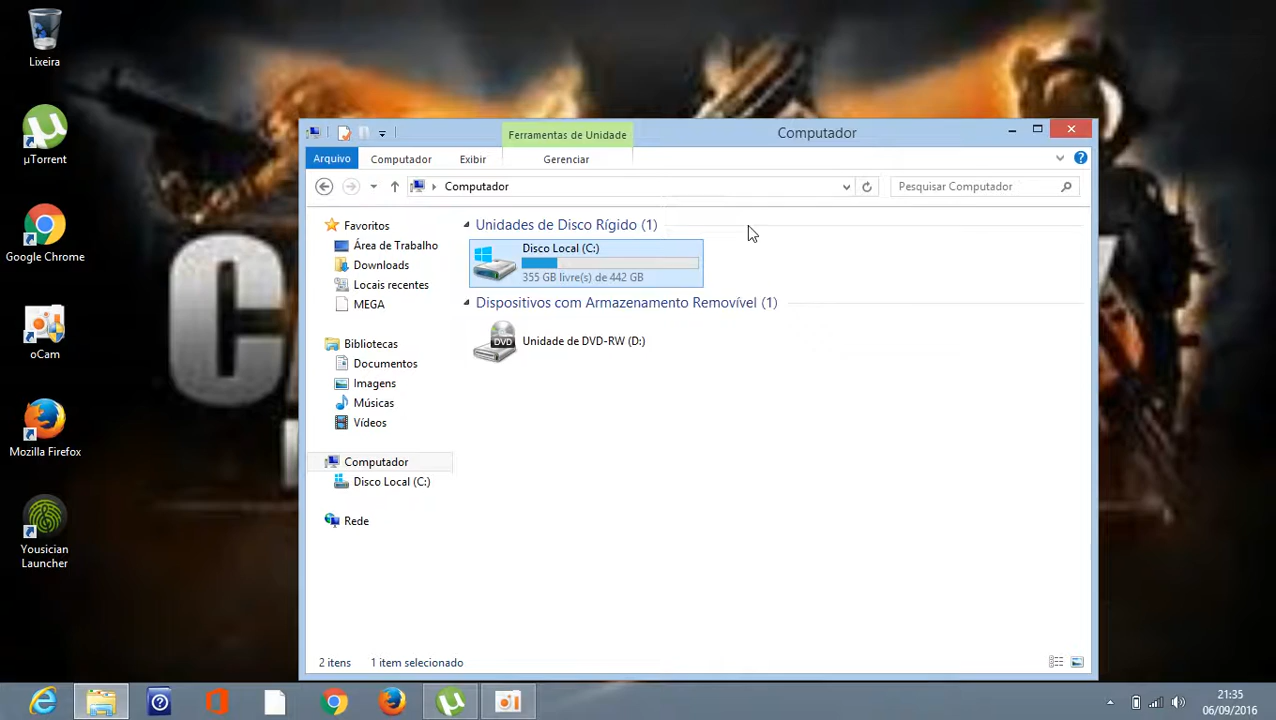 Lixeira
µTorrent
Google Chrome
oCam
Mozilla Firefox
Yousician
Launcher
Ferramentas de Unidade
Computador
Arquivo
Computador
Exibir
Gerenciar
Computador
Pesquisar Computador
Favoritos
Área de Trabalho
Downloads
Locais recentes
MEGA
Bibliotecas
Documentos
Imagens
Músicas
Vídeos
Computador
Disco Local (C:)
Rede
Unidades de Disco Rígido (1)
Disco Local (C:)
355 GB livre(s) de 442 GB
Dispositivos com Armazenamento Removível (1)
DVD
Unidade de DVD-RW (D:)
2 itens
1 item selecionado
21:35
06/09/2016